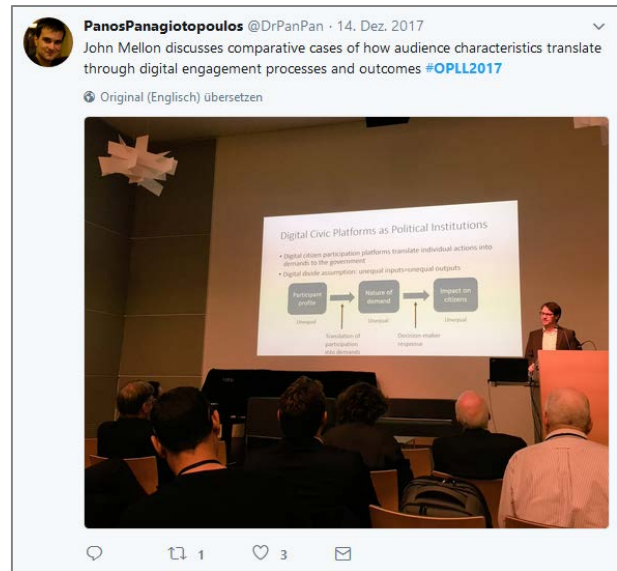 PanosPanagiotopoulos @DrPanPan · 14. Dez. 2017
John Mellon discusses comparative cases of how audience characteristics translate
through digital engagement processes and outcomes #OPLL2017
Original (Englisch) übersetzen
Digital Civic Platforms as Political Institutions
• Digital citizen participation platforms translate individual actions into
demands to the government
• Digital divide assumption: unequal inputs=unequal outputs
Participant
profile
Nature of
demand
Impact on
citizens
Unequal
Unequal
Unequal
Translation of
participation
into demands
Decision-maker
response
1
3